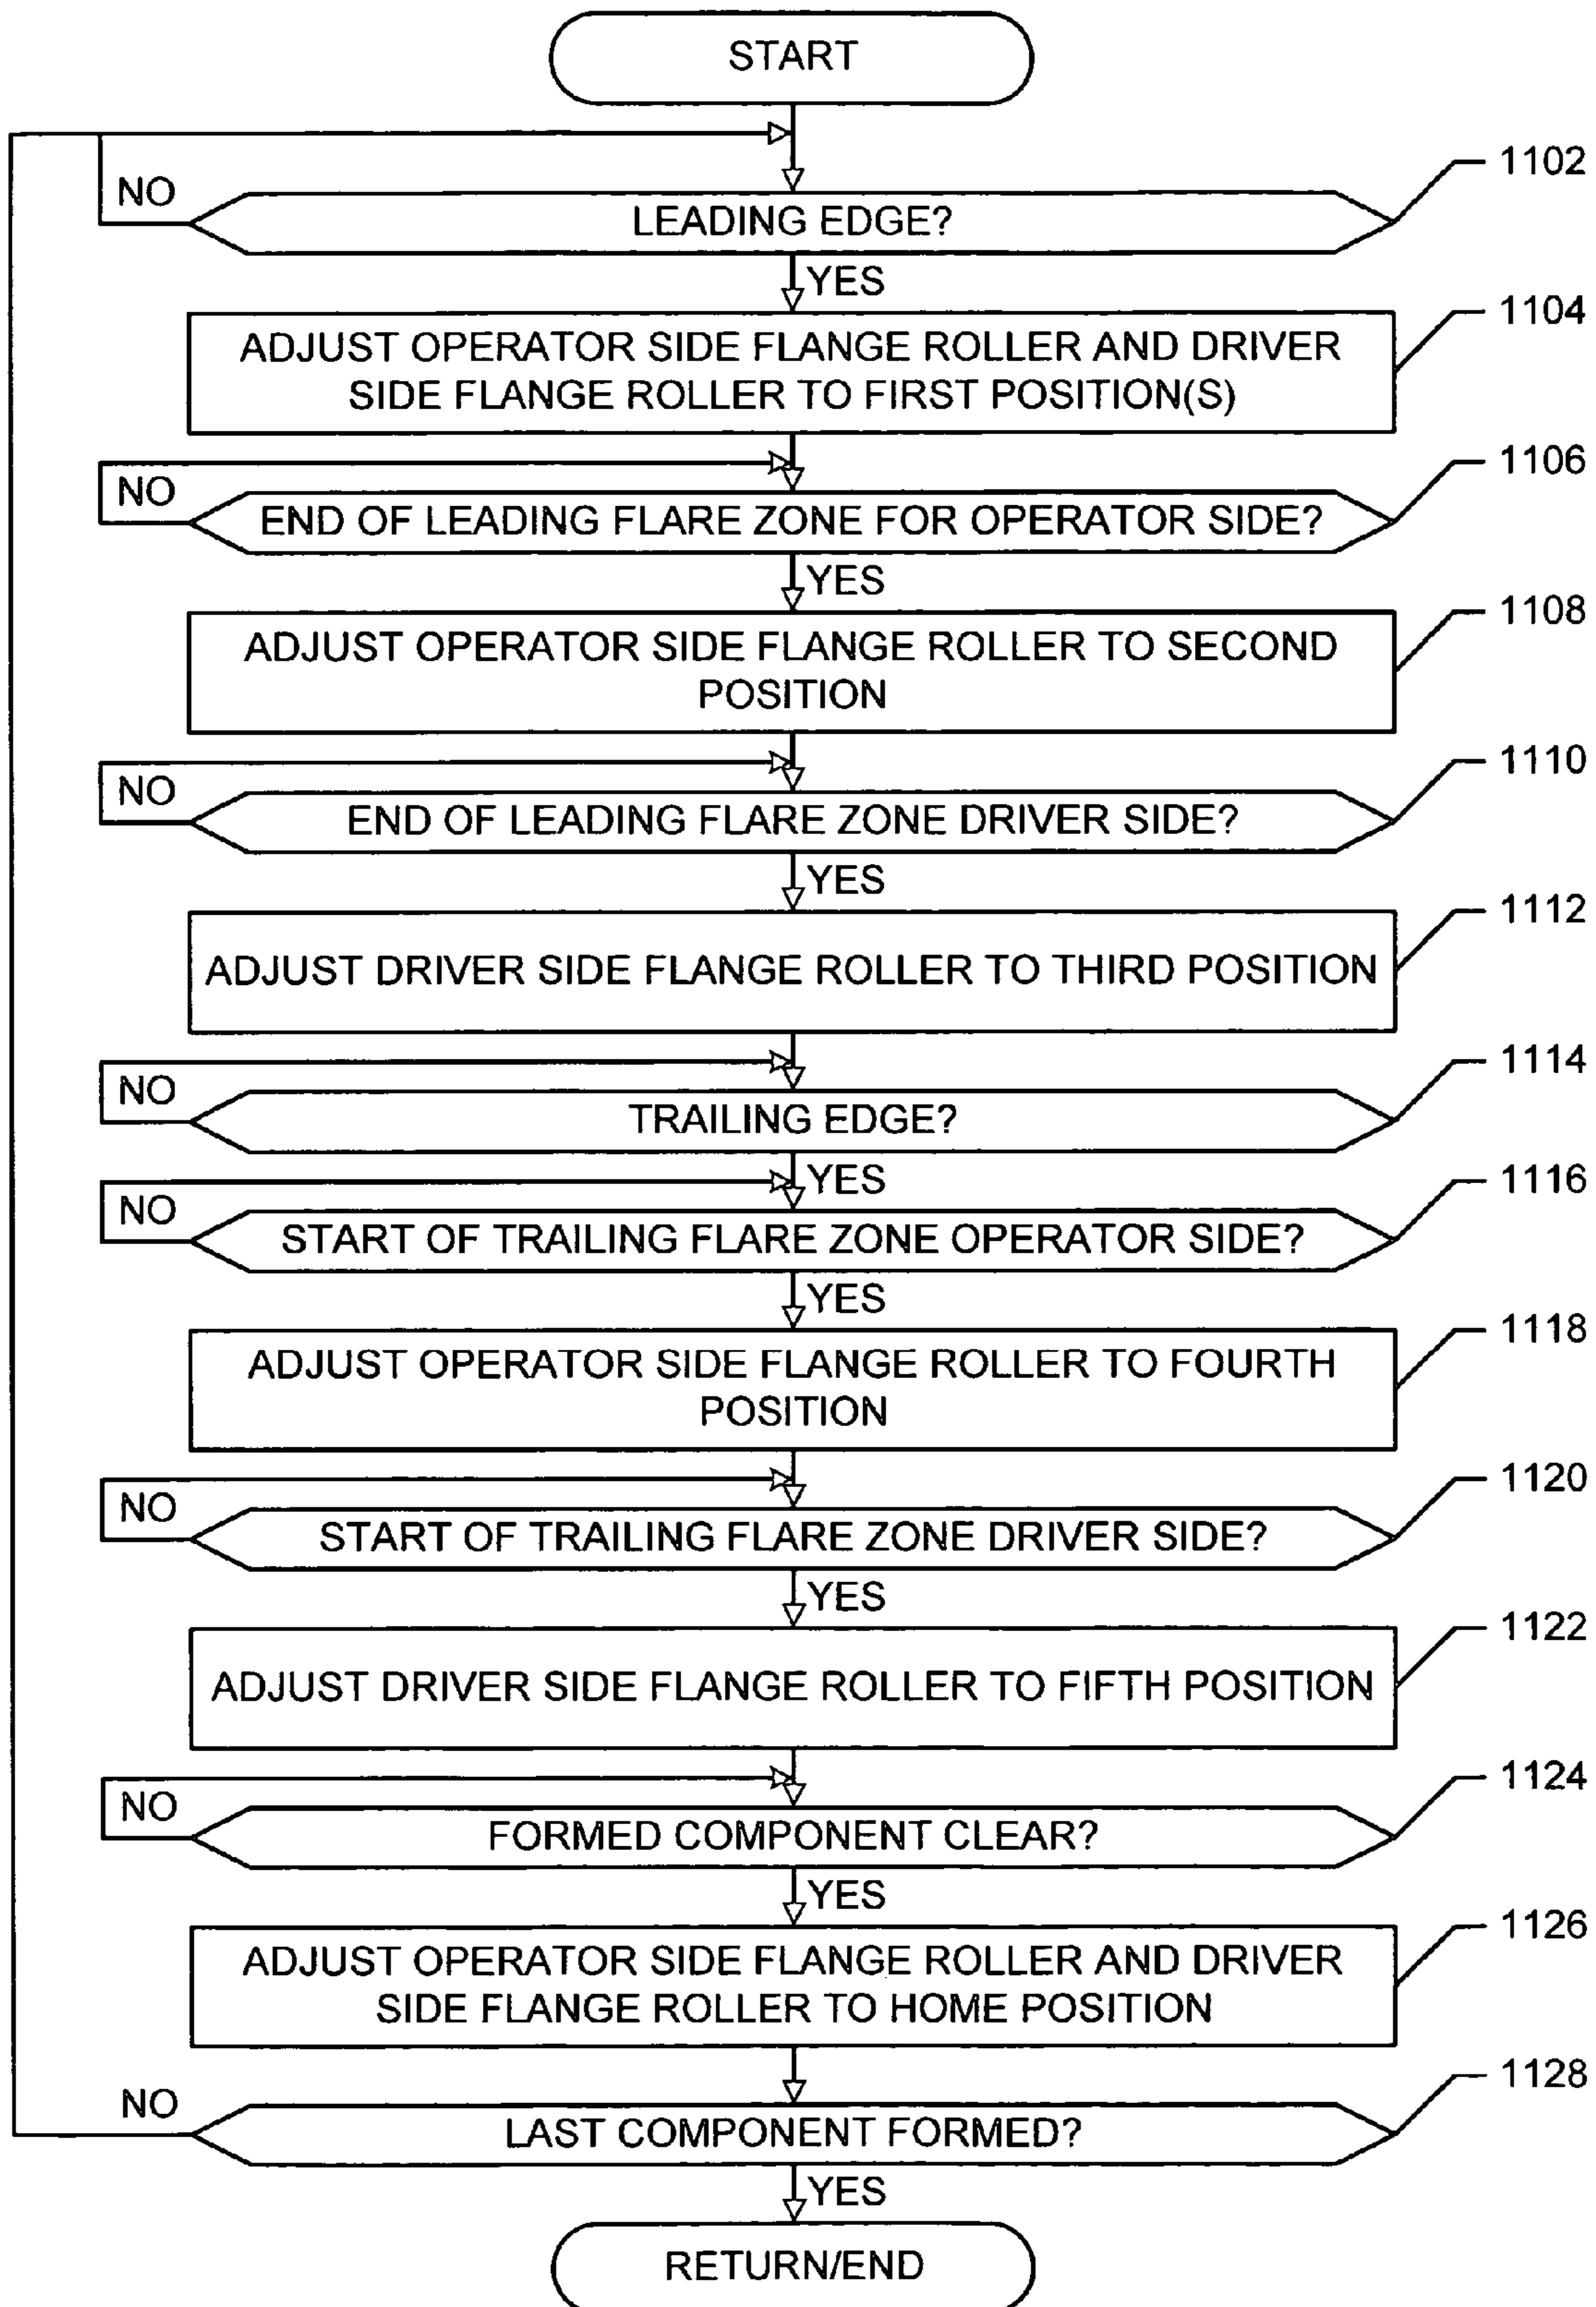 START
1102
NO
LEADING EDGE?
YES
1104
ADJUST OPERATOR SIDE FLANGE ROLLER AND DRIVER
SIDE FLANGE ROLLER TO FIRST POSITION(S)
1106
NO
END OF LEADING FLARE ZONE FOR OPERATOR SIDE?
YES
1108
ADJUST OPERATOR SIDE FLANGE ROLLER TO SECOND
POSITION
1110
NO
END OF LEADING FLARE ZONE DRIVER SIDE?
YES
1112
ADJUST DRIVER SIDE FLANGE ROLLER TO THIRD POSITION
1114
NO
TRAILING EDGE?
YES
1116
NO
START OF TRAILING FLARE ZONE OPERATOR SIDE?
YES
1118
ADJUST OPERATOR SIDE FLANGE ROLLER TO FOURTH
POSITION
1120
NO
START OF TRAILING FLARE ZONE DRIVER SIDE?
YES
1122
ADJUST DRIVER SIDE FLANGE ROLLER TO FIFTH POSITION
1124
NO
FORMED COMPONENT CLEAR?
YES
1126
ADJUST OPERATOR SIDE FLANGE ROLLER AND DRIVER
SIDE FLANGE ROLLER TO HOME POSITION
1128
NO
LAST COMPONENT FORMED?
YES
RETURN/END